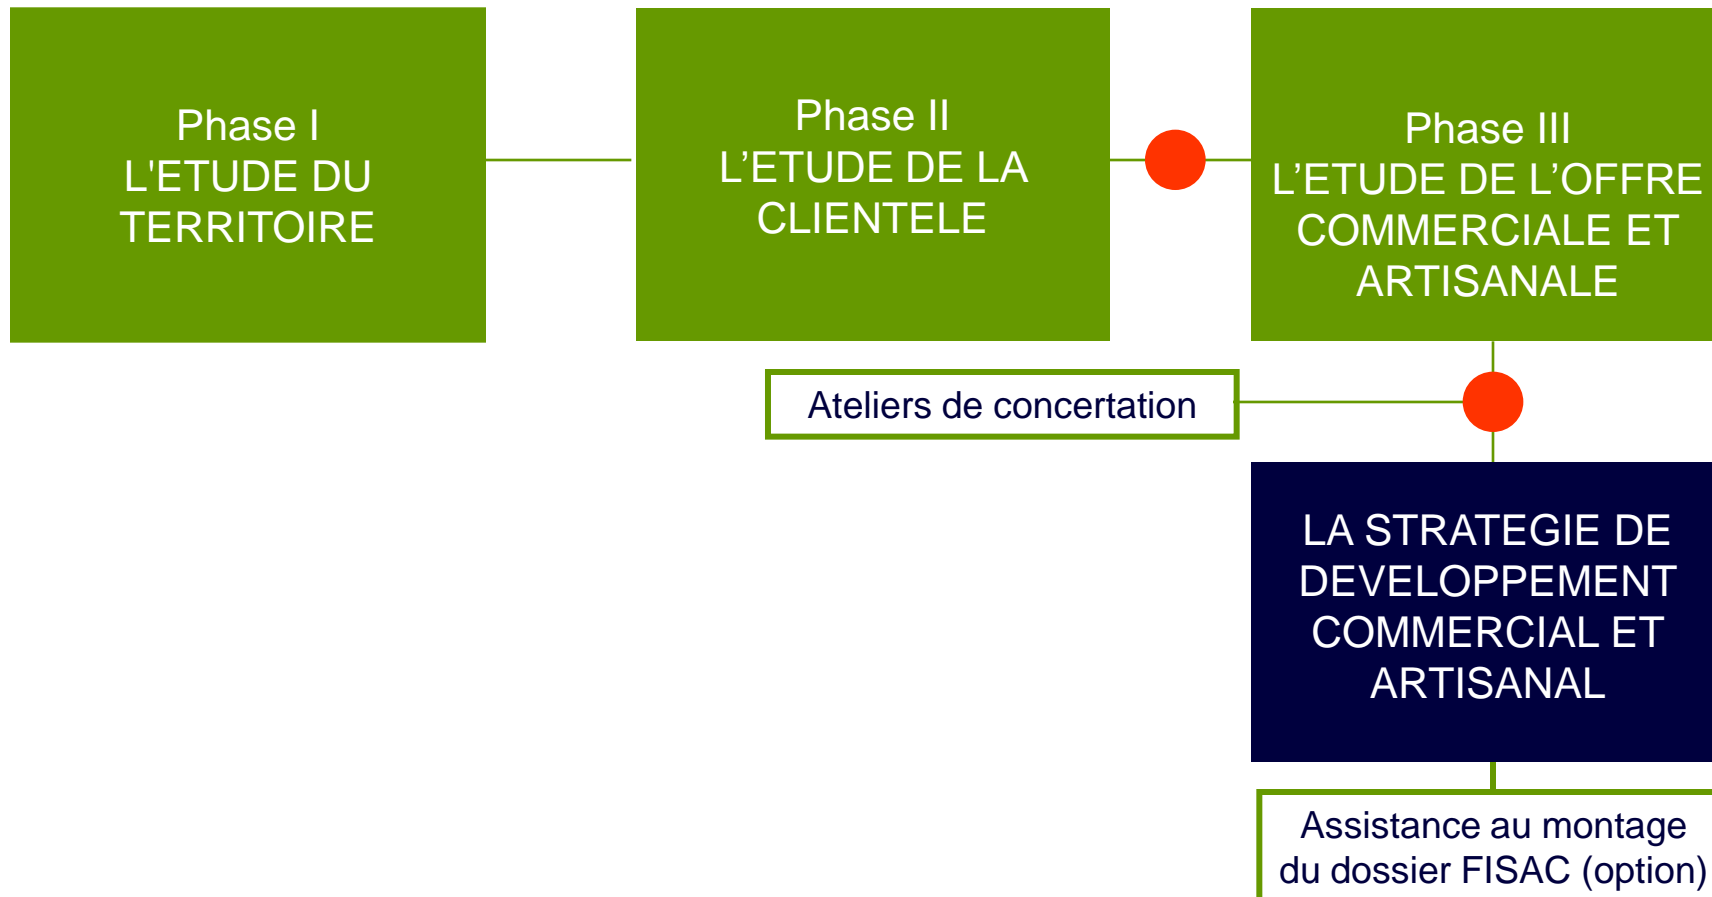 Phase I
L'ETUDE DU
TERRITOIRE
Phase II
L’ETUDE DE LA
CLIENTELE
Phase III
L’ETUDE DE L’OFFRE
COMMERCIALE ET
ARTISANALE
Ateliers de concertation
LA STRATEGIE DE
DEVELOPPEMENT
COMMERCIAL ET
ARTISANAL
Assistance au montage
du dossier FISAC (option)